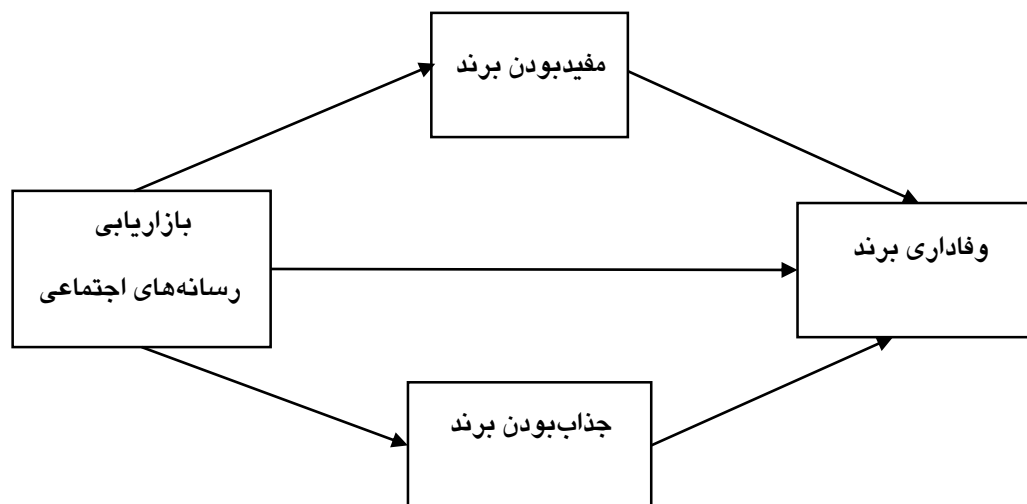 مفیدبودن برند
بازاریابی
رسانه‌های اجتماعی
وفاداری برند
جذاب‌بودن برند